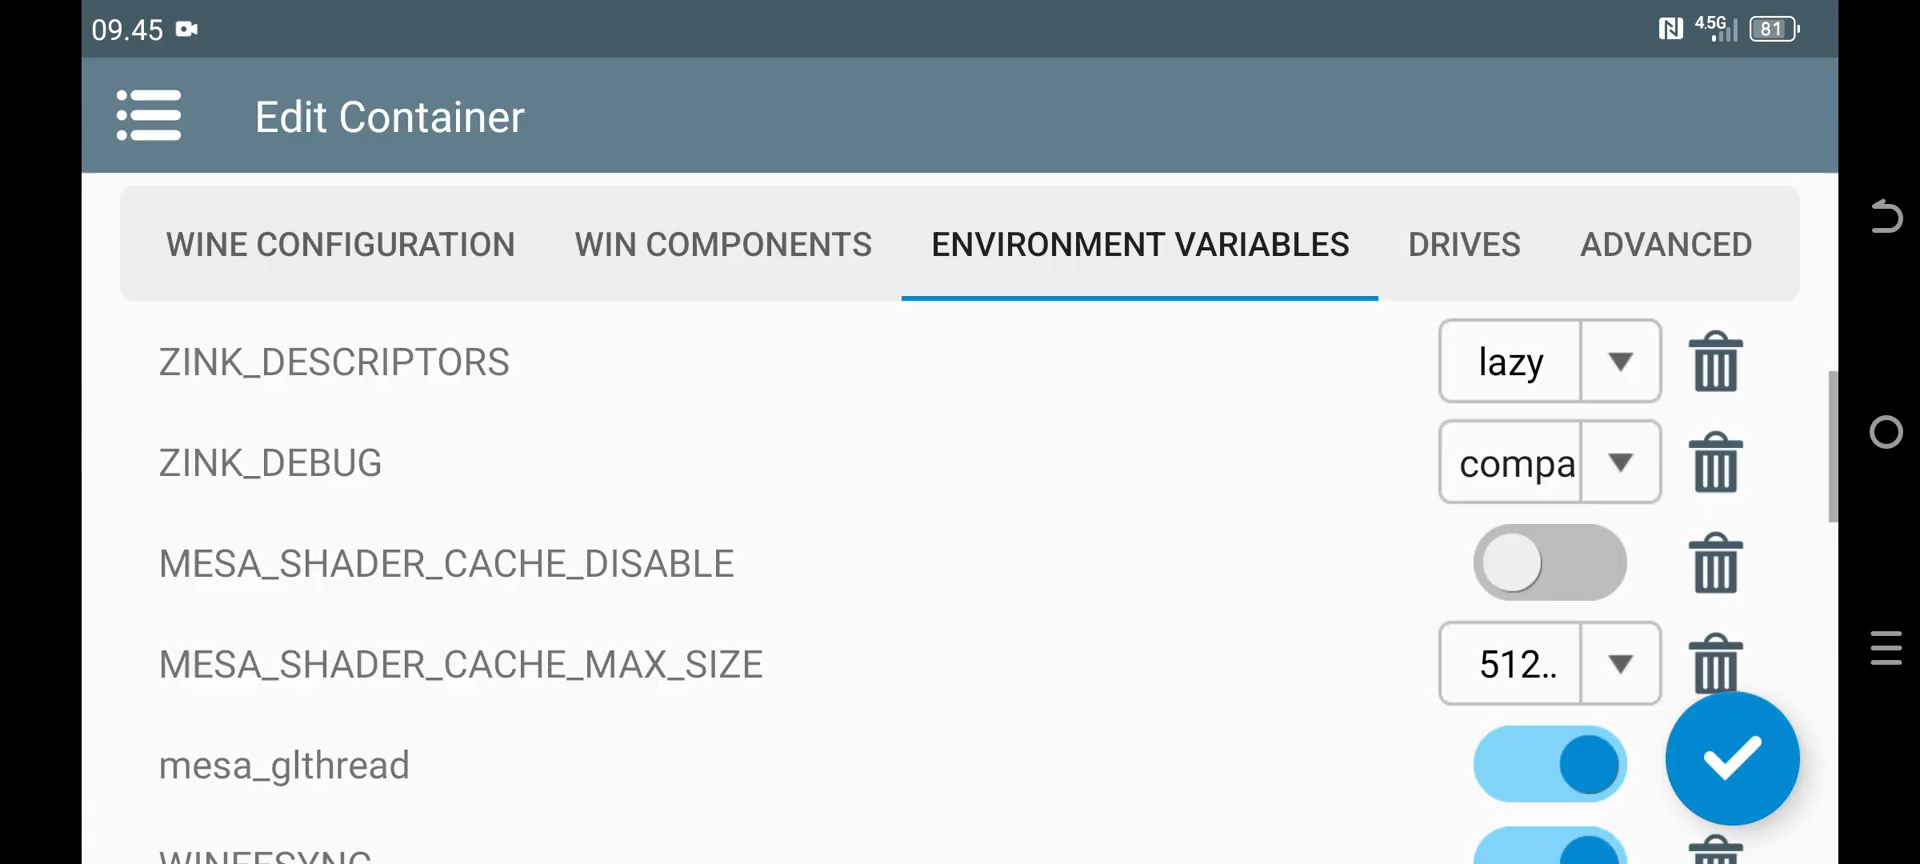 09.45
4.5G
81
Edit Container
WINE CONFIGURATION
WIN COMPONENTS
ENVIRONMENT VARIABLES
DRIVES
ADVANCED
ZINK_DESCRIPTORS
lazy
ZINK_DEBUG
compa
MESA_SHADER_CACHE_DISABLE
MESA_SHADER_CACHE_MAX_SIZE
512..
mesa_glthread
WINEESYNC